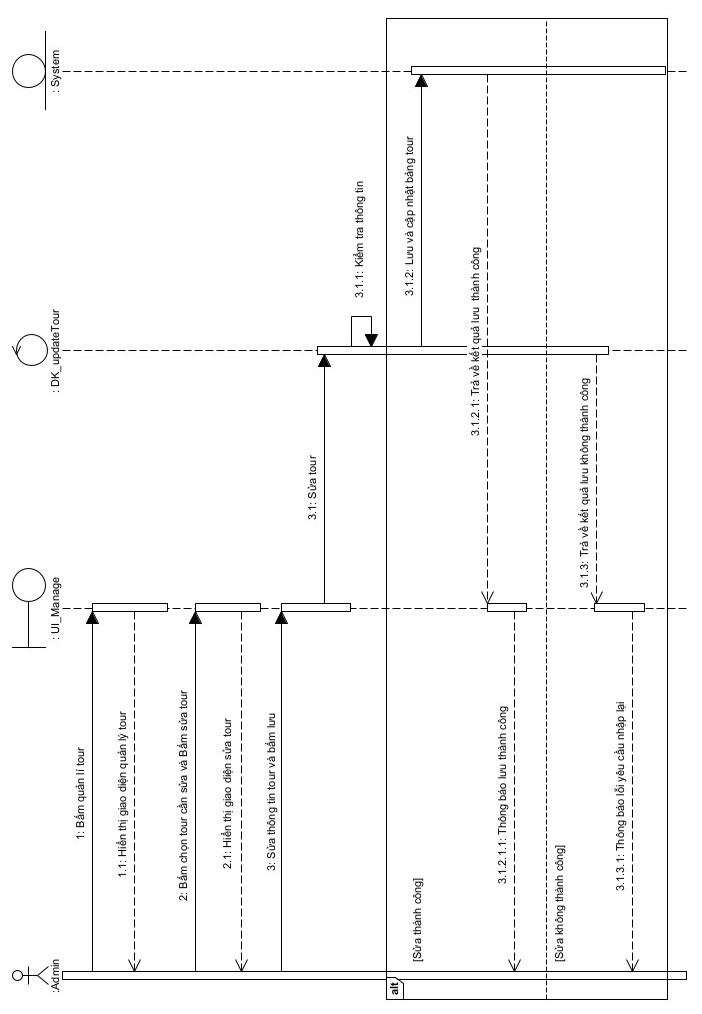 :Admin
: UI_Manage
: DK_updateTour
: System
1: Bấm quản lí tour
1.1: Hiển thị giao diện quản lý tour
2: Bấm chọn tour cần sửa và Bấm sửa tour
2.1: Hiển thị giao diện sửa tour
3: Sửa thông tin tour và bấm lưu
3.1: Sửa tour
3.1.1: Kiểm tra thông tin
alt
[Sửa thành công]
3.1.2: Lưu và cập nhật bảng tour
3.1.2.1: Trả về kết quả lưu thành công
3.1.2.1.1: Thông báo lưu thành công
[Sửa không thành công]
3.1.3: Trả về kết quả lưu không thành công
3.1.3.1: Thông báo lỗi yêu cầu nhập lại